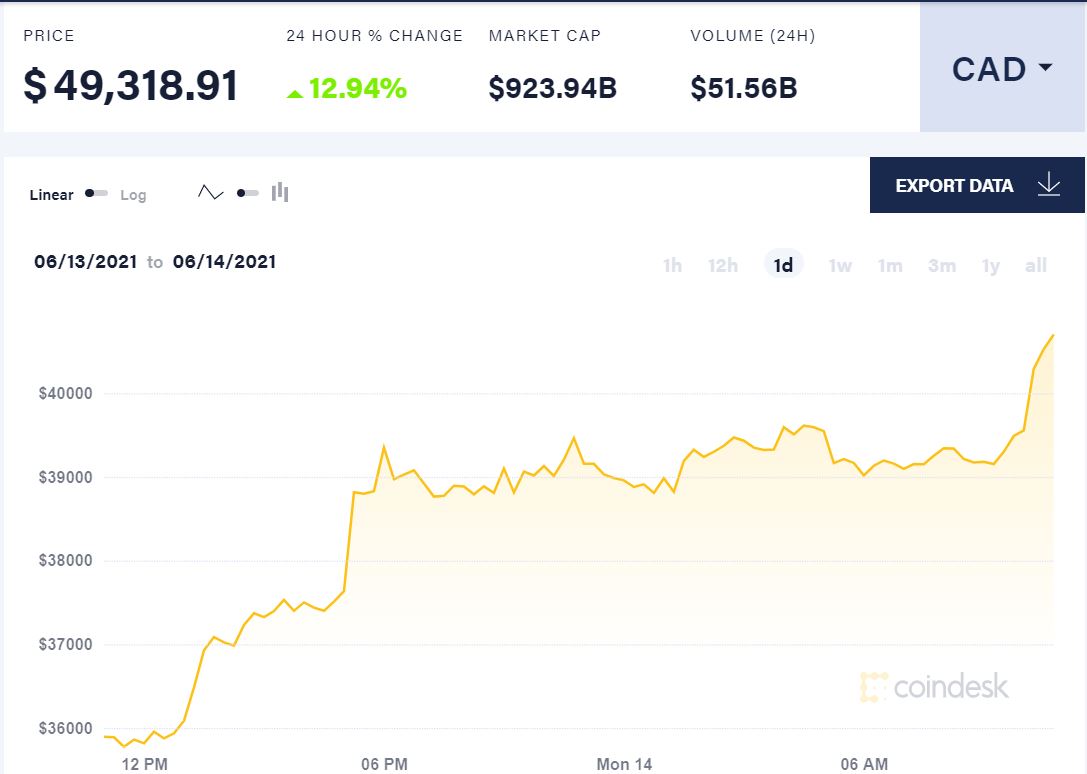 PRICE 24 HOUR % CHANGE MARKET CAP VOLUME (24H)
$49,318.91 12.94% $923.94B $51.56B CAD
Linear Log EXPORT DATA
06/13/2021 to 06/14/2021 1h 12h 1d 1w 1m 3m 1y all
$40000
$39000
$38000
$37000
coindesk
$36000
12 PM 06 PM Mon 14 06 AM